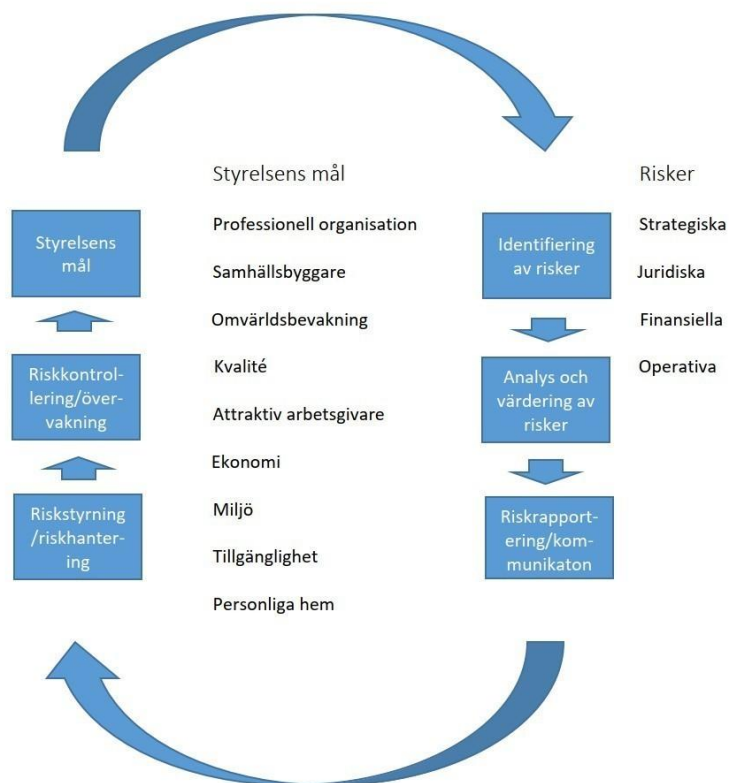 Styrelsens
mål
Riskkontrol-
lering/över-
vakning
Riskstyrning
/riskhanter-
ing
Styrelsens mål
Professionell organisation
Samhällsbyggare
Omvärldsbevakning
Kvalité
Attraktiv arbetsgivare
Ekonomi
Miljö
Tillgänglighet
Personliga hem
Identifiering
av risker
Analys och
värdering av
risker
Riskrapport-
ering/kom-
munikaton
Risker
Strategiska
Juridiska
Finansiella
Operativa